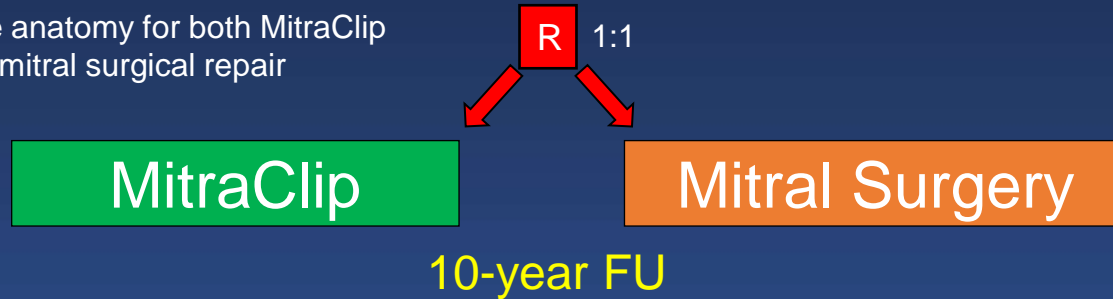 anatomy for both MitraClip
mitral surgical repair
R 1:1
MitraClip
Mitral Surgery
10-year FU